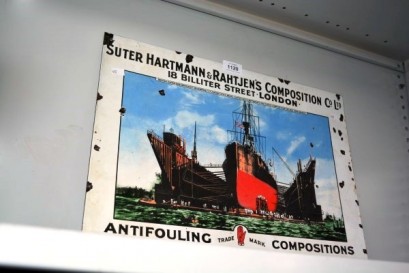 1128
SUTER HARTMANN & RAHTJEN'S COMPOSITION CO LTD
18 BILLITER STREET LONDON
ANTIFOULING TRADE MARK COMPOSITIONS